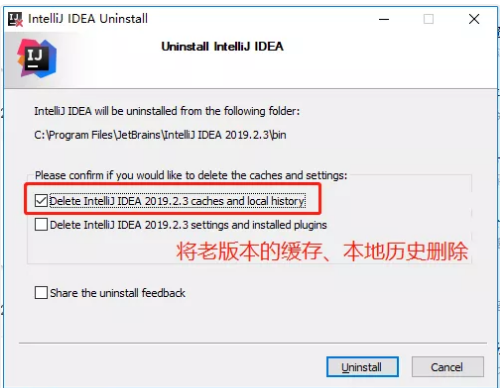 IntelliJ IDEA Uninstall
IJ
Uninstall IntelliJ IDEA
IntelliJ IDEA will be uninstalled from the following folder:
C:\Program Files\JetBrains\IntelliJ IDEA 2019.2.3\bin
Please confirm if you would like to delete the caches and settings:
Delete IntelliJ IDEA 2019.2.3 caches and local history
Delete IntelliJ IDEA 2019.2.3 settings and installed plugins
将老版本的缓存、本地历史删除
Share the uninstall feedback
Uninstall
Cancel